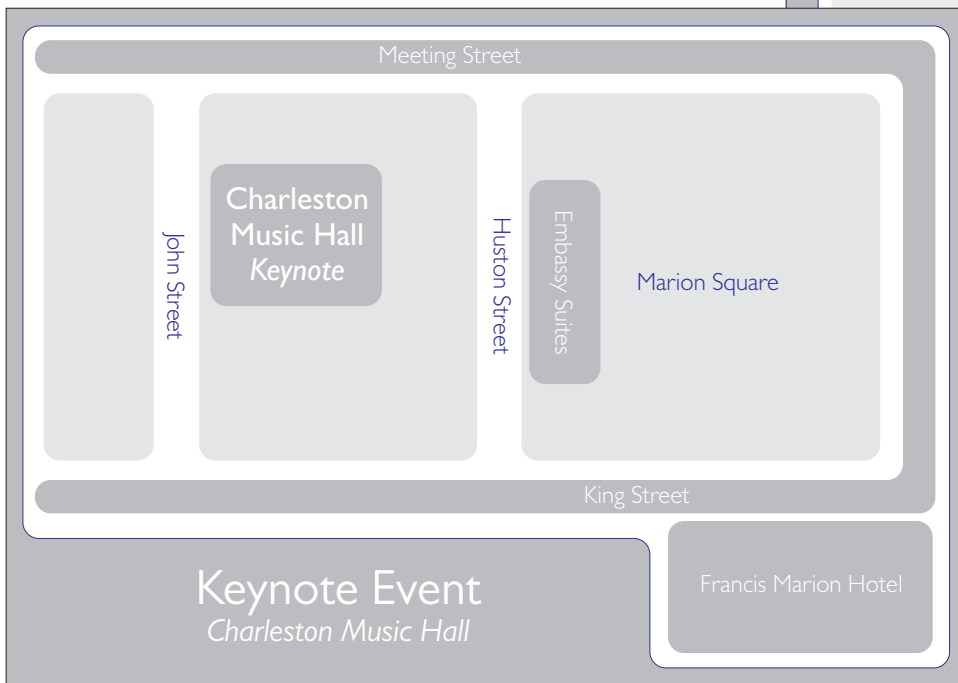 Meeting Street
Charleston
Music Hall
Keynote
John Street
Huston Street
Embassy Suites
Marion Square
King Street
Keynote Event
Charleston Music Hall
Francis Marion Hotel